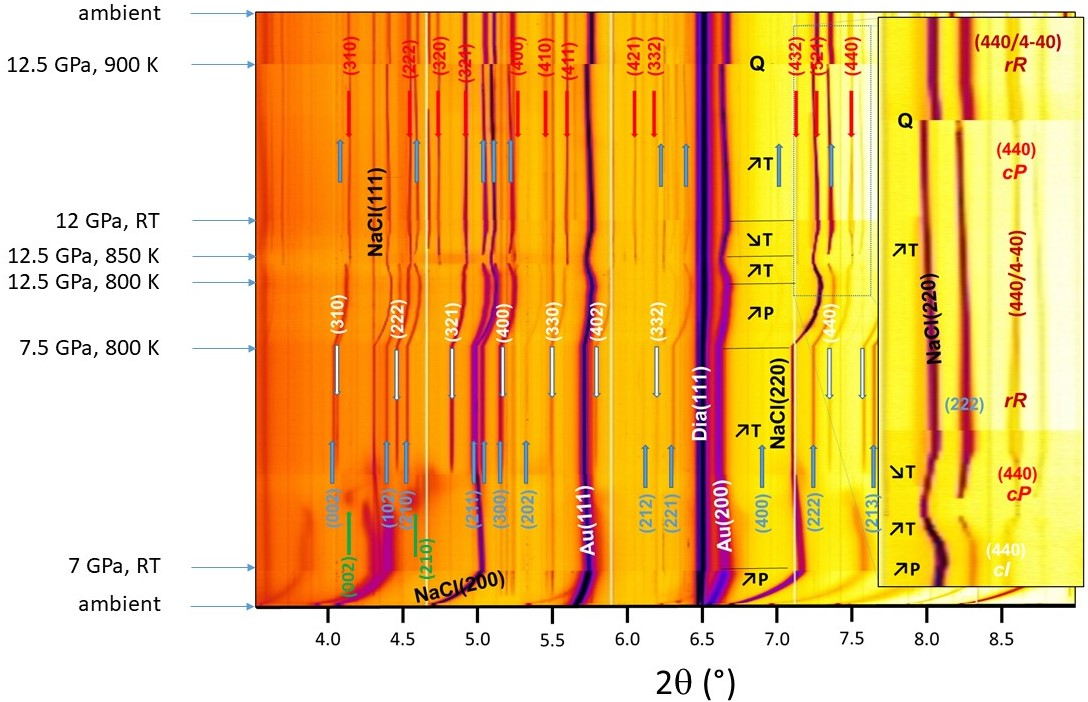 ambient
12.5 GPa, 900 K
12 GPa, RT
12.5 GPa, 850 K
12.5 GPa, 800 K
7.5 GPa, 800 K
7 GPa, RT
ambient
(310)
(222)
(320)
(321)
(400)
(410)
(411)
(421)
(332)
Q
(432)
(521)
(440)
NaCl(111)
↗T
↘T
↗T
↗P
(310)
(222)
(321)
(400)
(330)
(402)
(332)
(440)
Dia(111)
NaCl(220)
↗T
(002)
(102)
(210)
(211)
(300)
(202)
Au(111)
(212)
(221)
Au(200)
(400)
(222)
(213)
(002)
(210)
NaCl(200)
↗P
(440/4-40)
rR
Q
(440)
cP
↗T
(440/4-40)
NaCl(220)
(222)
rR
↘T
(440)
cP
↗T
(440)
↗P
cI
4.0 4.5 5.0 5.5 6.0 6.5 7.0 7.5 8.0 8.5
2θ (°)